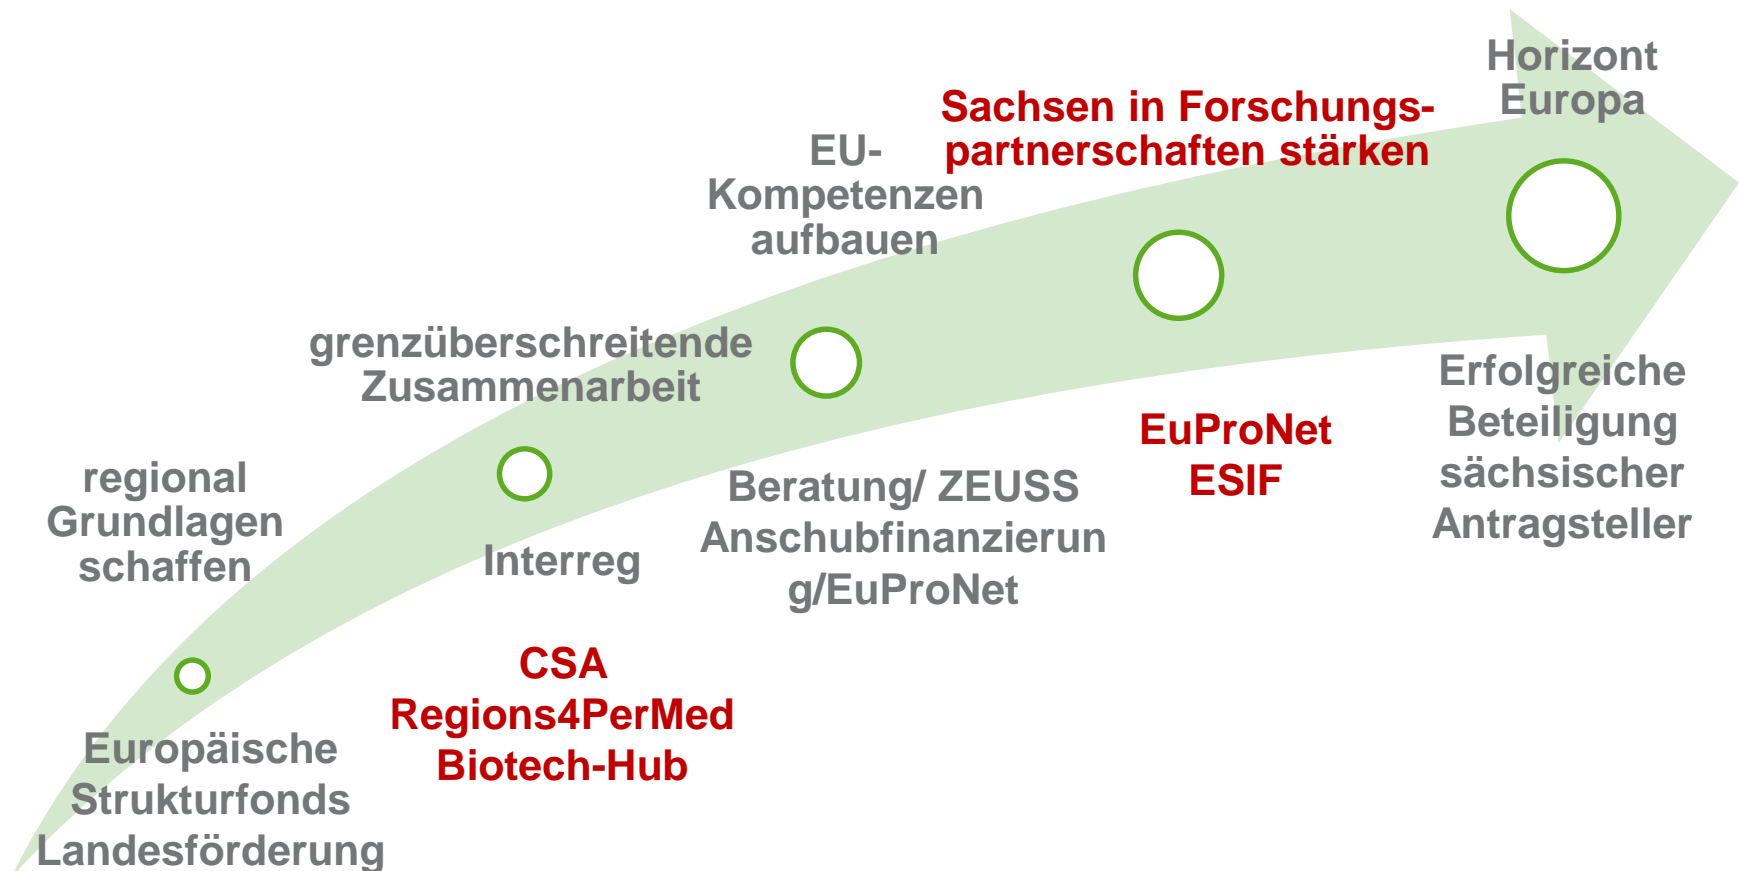 regional
Grundlagen
schaffen
Europäische
Strukturfonds
Landesförderung
grenzüberschreitende
Zusammenarbeit
Interreg
CSA
Regions4PerMed
Biotech-Hub
EU-
Kompetenzen
aufbauen
Beratung/ ZEUSS
Anschubfinanzierun
g/EuProNet
Sachsen in Forschungs-
partnerschaften stärken
EuProNet
ESIF
Horizont
Europa
Erfolgreiche
Beteiligung
sächsischer
Antragsteller